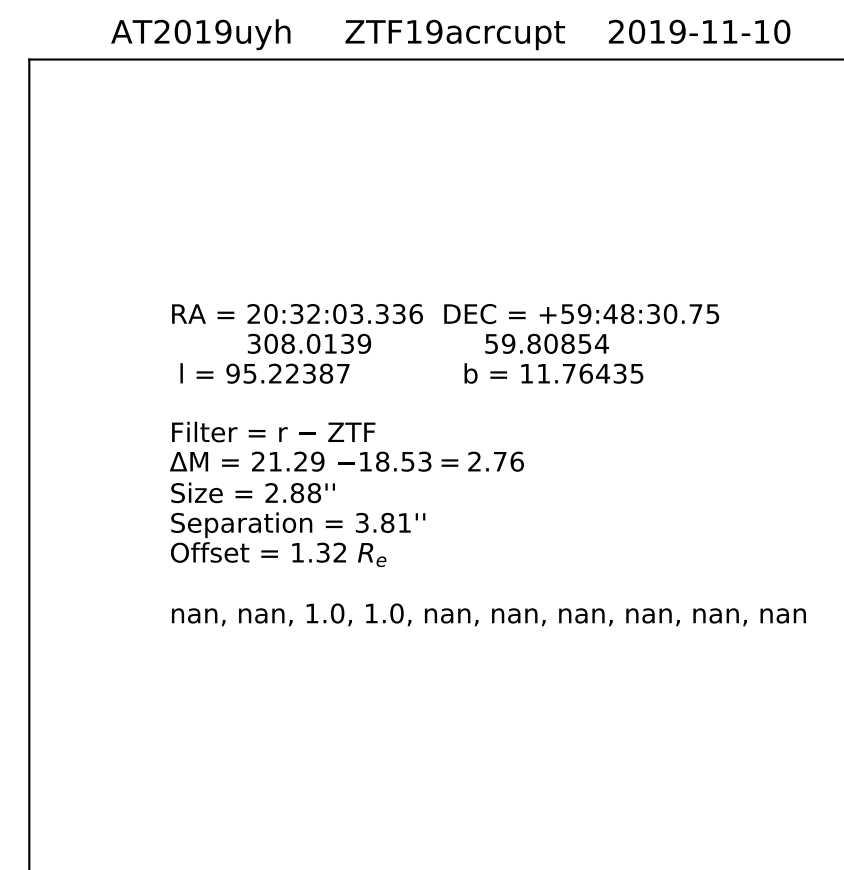 AT2019uyh ZTF19acrcupt 2019-11-10
RA = 20:32:03.336 DEC = +59:48:30.75
308.0139 59.80854
l = 95.22387 b = 11.76435
Filter = r − ZTF
ΔM = 21.29 −18.53 = 2.76
Size = 2.88''
Separation = 3.81''
Offset = 1.32 Re
nan, nan, 1.0, 1.0, nan, nan, nan, nan, nan, nan